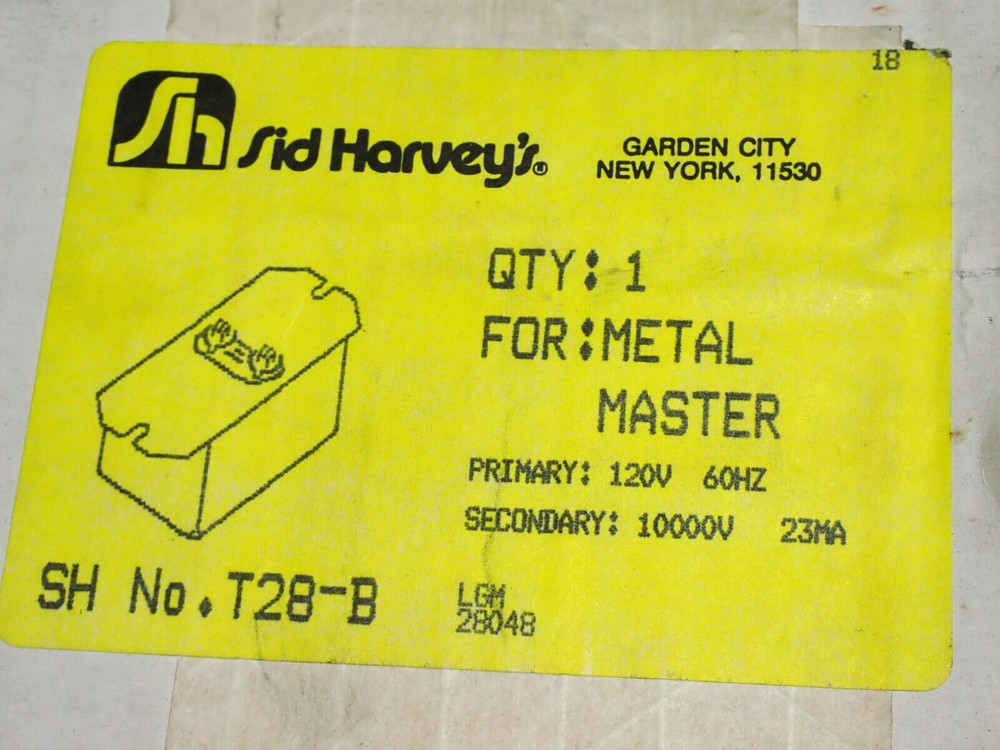 18
Sh Sid Harvey's®
GARDEN CITY
NEW YORK, 11530
QTY: 1
FOR:METAL
MASTER
PRIMARY: 120V 60HZ
SECONDARY: 10000V 23MA
SH No. T28-B
LGM
28048